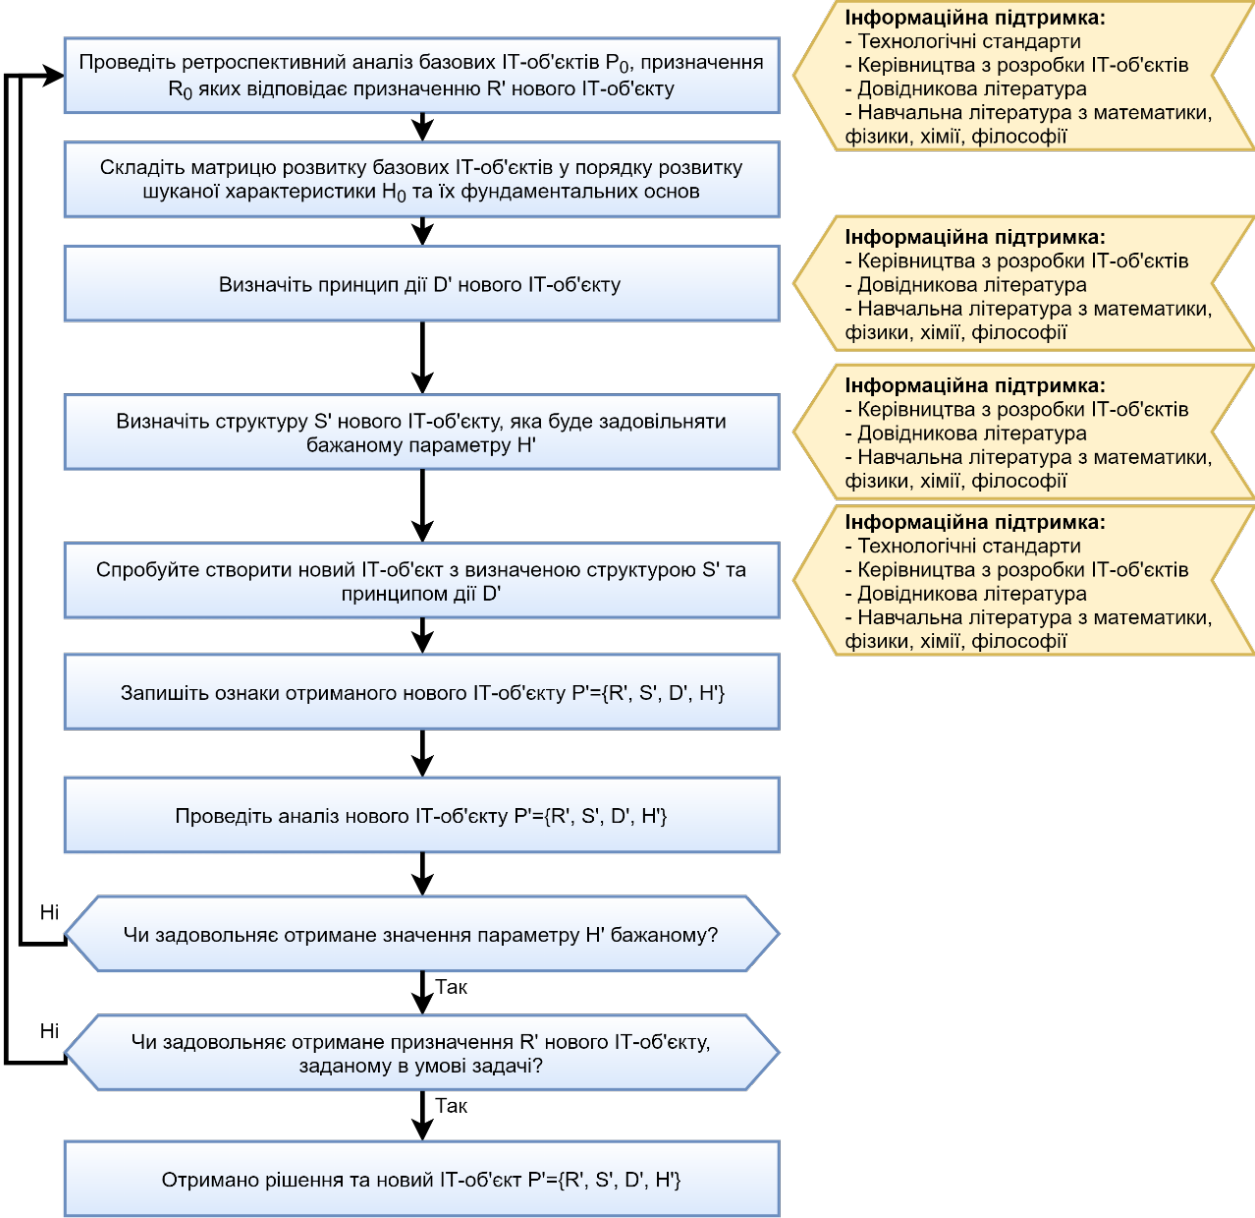 Інформаційна підтримка:
- Технологічні стандарти
- Керівництва з розробки ІТ-об'єктів
- Довідникова література
- Навчальна література з математики,
фізики, хімії, філософії
Проведіть ретроспективний аналіз базових ІТ-об'єктів P₀, призначення
R₀ яких відповідає призначенню R' нового ІТ-об'єкту
Складіть матрицю розвитку базових ІТ-об'єктів у порядку розвитку
шуканої характеристики H₀ та їх фундаментальних основ
Визначіть принцип дії D' нового ІТ-об'єкту
Інформаційна підтримка:
- Керівництва з розробки ІТ-об'єктів
- Довідникова література
- Навчальна література з математики,
фізики, хімії, філософії
Визначіть структуру S' нового ІТ-об'єкту, яка буде задовільняти
бажаному параметру H'
Інформаційна підтримка:
- Керівництва з розробки ІТ-об'єктів
- Довідникова література
- Навчальна література з математики,
фізики, хімії, філософії
Спробуйте створити новий ІТ-об'єкт з визначеною структурою S' та
принципом дії D'
Інформаційна підтримка:
- Технологічні стандарти
- Керівництва з розробки ІТ-об'єктів
- Довідникова література
- Навчальна література з математики,
фізики, хімії, філософії
Запишіть ознаки отриманого нового ІТ-об'єкту P'={R', S', D', H'}
Проведіть аналіз нового ІТ-об'єкту P'={R', S', D', H'}
Ні
Чи задовольняє отримане значення параметру H' бажаному?
Так
Ні
Чи задовольняє отримане призначення R' нового ІТ-об'єкту,
заданому в умові задачі?
Так
Отримано рішення та новий ІТ-об'єкт P'={R', S', D', H'}